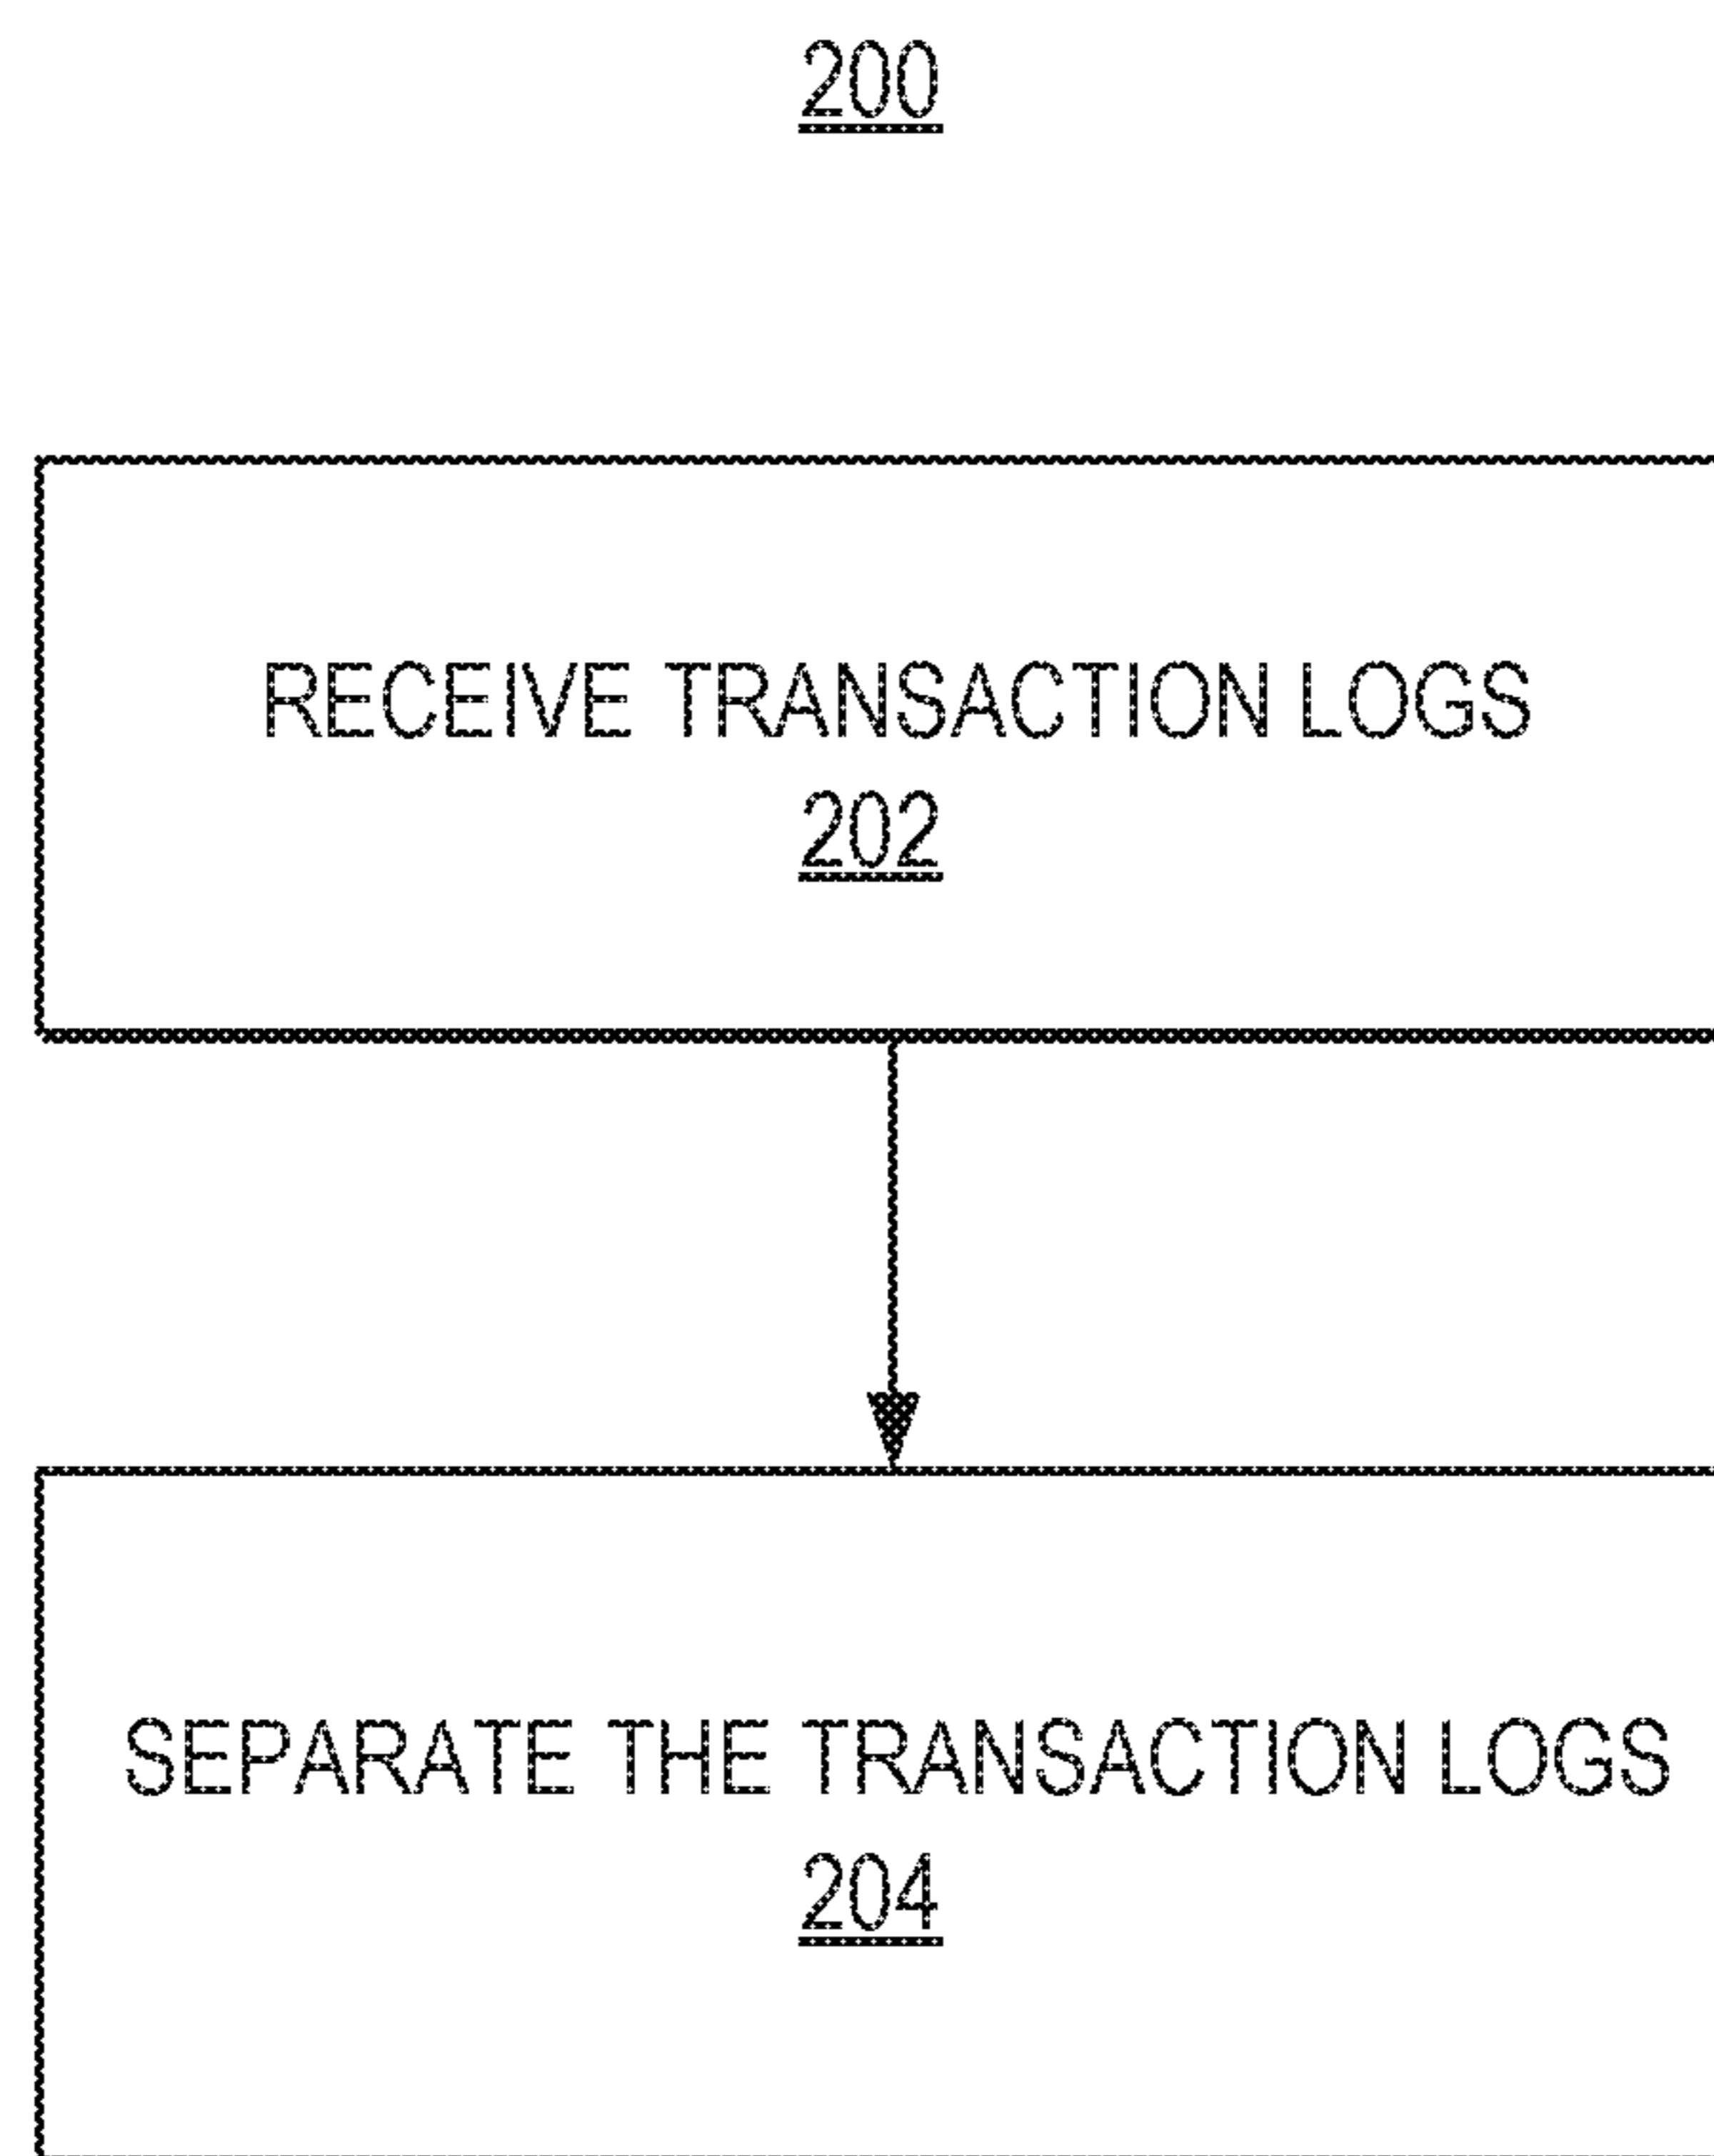 200
RECEIVE TRANSACTION LOGS
202
SEPARATE THE TRANSACTION LOGS
204